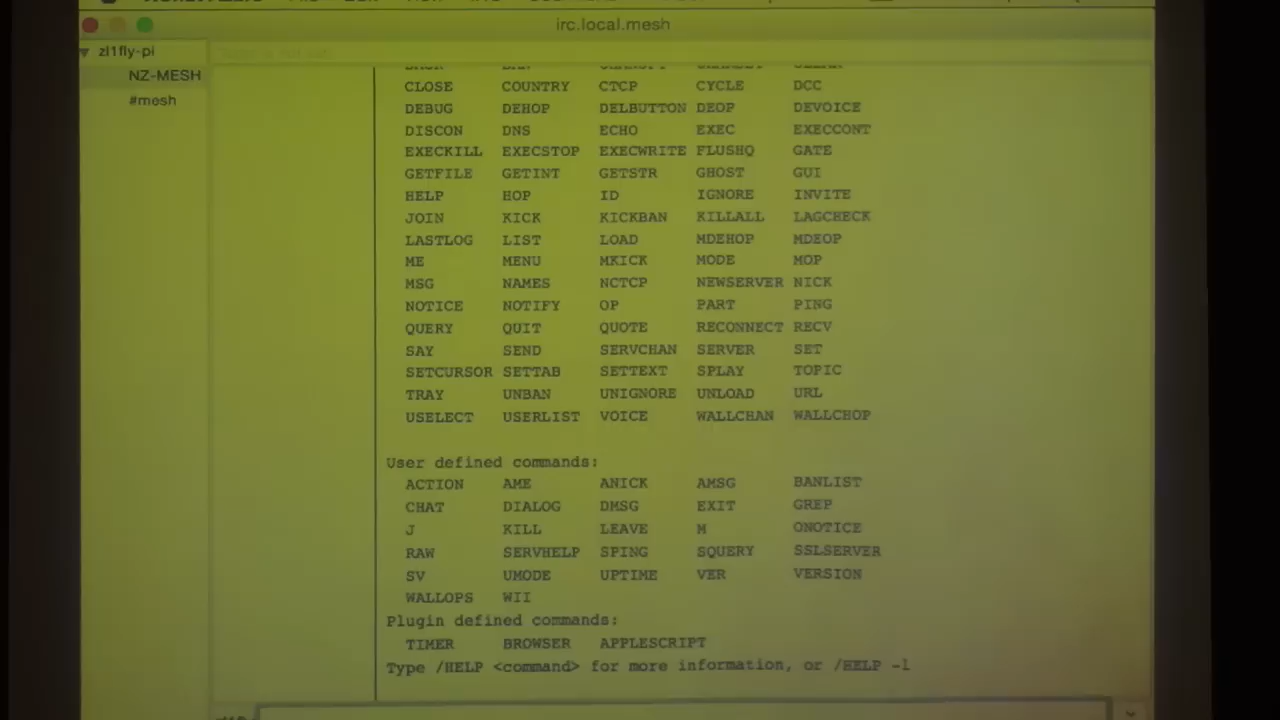 irc.local.mesh
zl1fly-pi
NZ-MESH
#mesh
CLOSE COUNTRY CTCP CYCLE DCC
DEBUG DEHOP DELBUTTON DEOP DEVOICE
DISCON DNS ECHO EXEC EXECCONT
EXECKILL EXECSTOP EXECWRITE FLUSHQ GATE
GETFILE GETINT GETSTR GHOST GUI
HELP HOP ID IGNORE INVITE
JOIN KICK KICKBAN KILLALL LAGCHECK
LASTLOG LIST LOAD MDEHOP MDEOP
ME MENU MKICK MODE MOP
MSG NAMES NCTCP NEWSERVER NICK
NOTICE NOTIFY OP PART PING
QUERY QUIT QUOTE RECONNECT RECV
SAY SEND SERVCHAN SERVER SET
SETCURSOR SETTAB SETTEXT SPLAY TOPIC
TRAY UNBAN UNIGNORE UNLOAD URL
USELECT USERLIST VOICE WALLCHAN WALLCHOP
User defined commands:
ACTION AME ANICK AMSG BANLIST
CHAT DIALOG DMSG EXIT GREP
J KILL LEAVE M ONOTICE
RAW SERVHELP SPING SQUERY SSLSERVER
SV UMODE UPTIME VER VERSION
WALLOPS WII
Plugin defined commands:
TIMER BROWSER APPLESCRIPT
Type /HELP <command> for more information, or /HELP -l